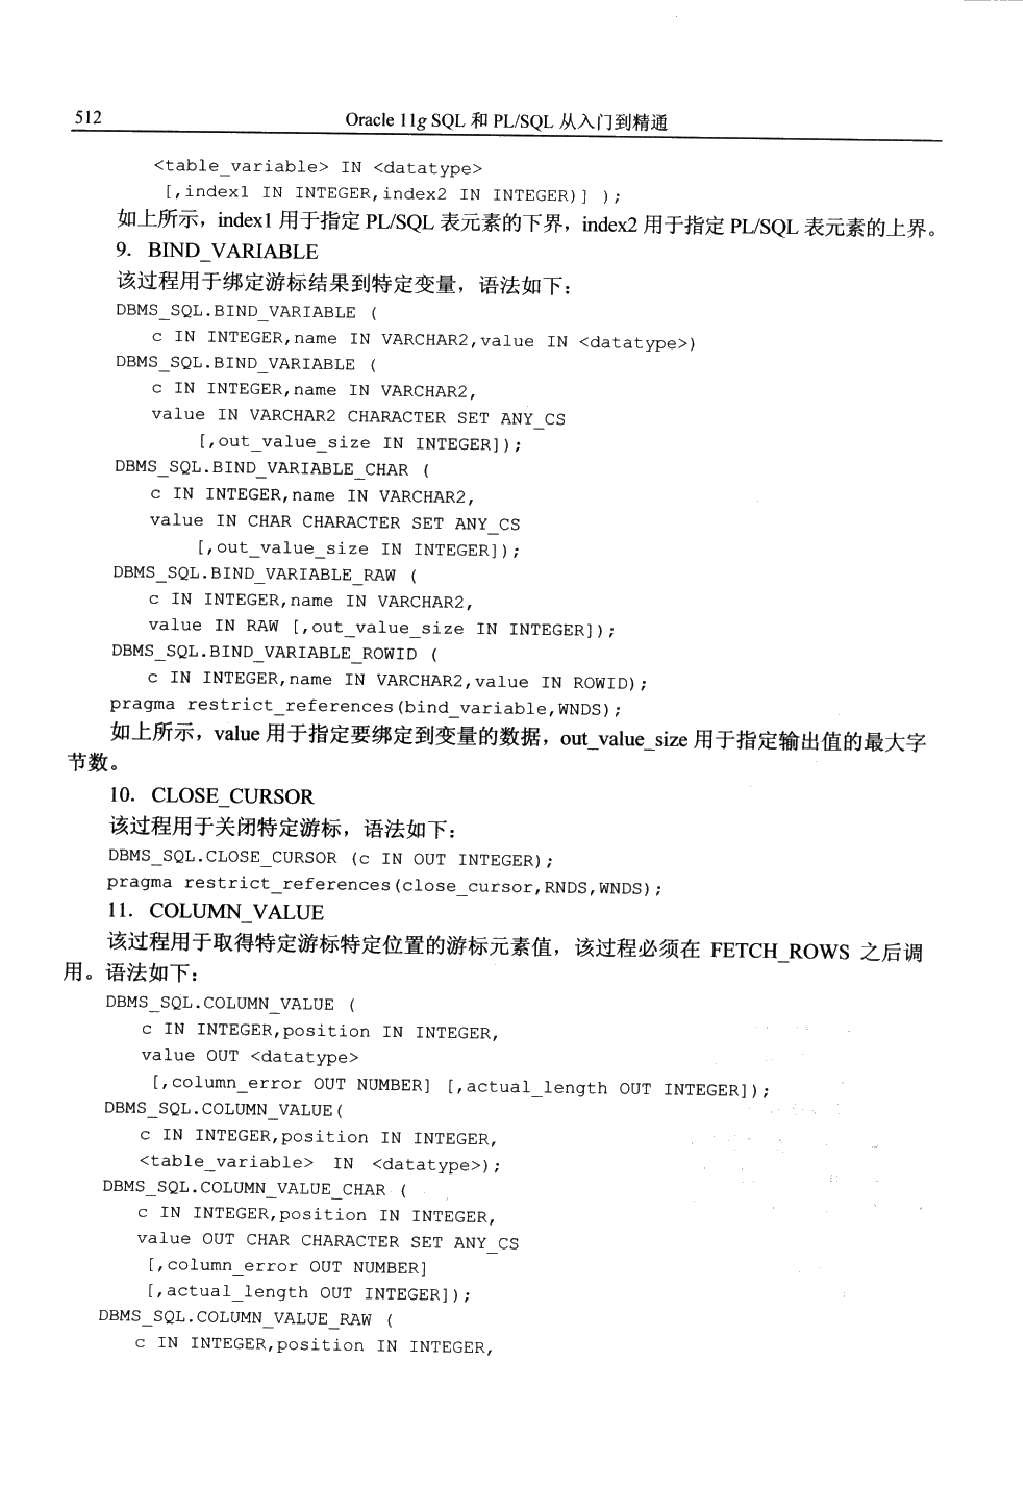 512
Oracle 11g SQL 和 PL/SQL 从入门到精通
<table_variable> IN <datatype>
[,index1 IN INTEGER,index2 IN INTEGER)] );
如上所示，index1 用于指定 PL/SQL 表元素的下界，index2 用于指定 PL/SQL 表元素的上界。
9. BIND_VARIABLE
该过程用于绑定游标结果到特定变量，语法如下：
DBMS_SQL.BIND_VARIABLE (
c IN INTEGER,name IN VARCHAR2,value IN <datatype>)
DBMS_SQL.BIND_VARIABLE (
c IN INTEGER,name IN VARCHAR2,
value IN VARCHAR2 CHARACTER SET ANY_CS
[,out_value_size IN INTEGER]);
DBMS_SQL.BIND_VARIABLE_CHAR (
c IN INTEGER,name IN VARCHAR2,
value IN CHAR CHARACTER SET ANY_CS
[,out_value_size IN INTEGER]);
DBMS_SQL.BIND_VARIABLE_RAW (
c IN INTEGER,name IN VARCHAR2,
value IN RAW [,out_value_size IN INTEGER]);
DBMS_SQL.BIND_VARIABLE_ROWID (
c IN INTEGER,name IN VARCHAR2,value IN ROWID);
pragma restrict_references(bind_variable,WNDS);
如上所示，value 用于指定要绑定到变量的数据，out_value_size 用于指定输出值的最大字
节数。
10. CLOSE_CURSOR
该过程用于关闭特定游标，语法如下：
DBMS_SQL.CLOSE_CURSOR (c IN OUT INTEGER);
pragma restrict_references(close_cursor,RNDS,WNDS);
11. COLUMN_VALUE
该过程用于取得特定游标特定位置的游标元素值，该过程必须在 FETCH_ROWS 之后调
用。语法如下：
DBMS_SQL.COLUMN_VALUE (
c IN INTEGER,position IN INTEGER,
value OUT <datatype>
[,column_error OUT NUMBER] [,actual_length OUT INTEGER]);
DBMS_SQL.COLUMN_VALUE(
c IN INTEGER,position IN INTEGER,
<table_variable> IN <datatype>);
DBMS_SQL.COLUMN_VALUE_CHAR (
c IN INTEGER,position IN INTEGER,
value OUT CHAR CHARACTER SET ANY_CS
[,column_error OUT NUMBER]
[,actual_length OUT INTEGER]);
DBMS_SQL.COLUMN_VALUE_RAW (
c IN INTEGER,position IN INTEGER,